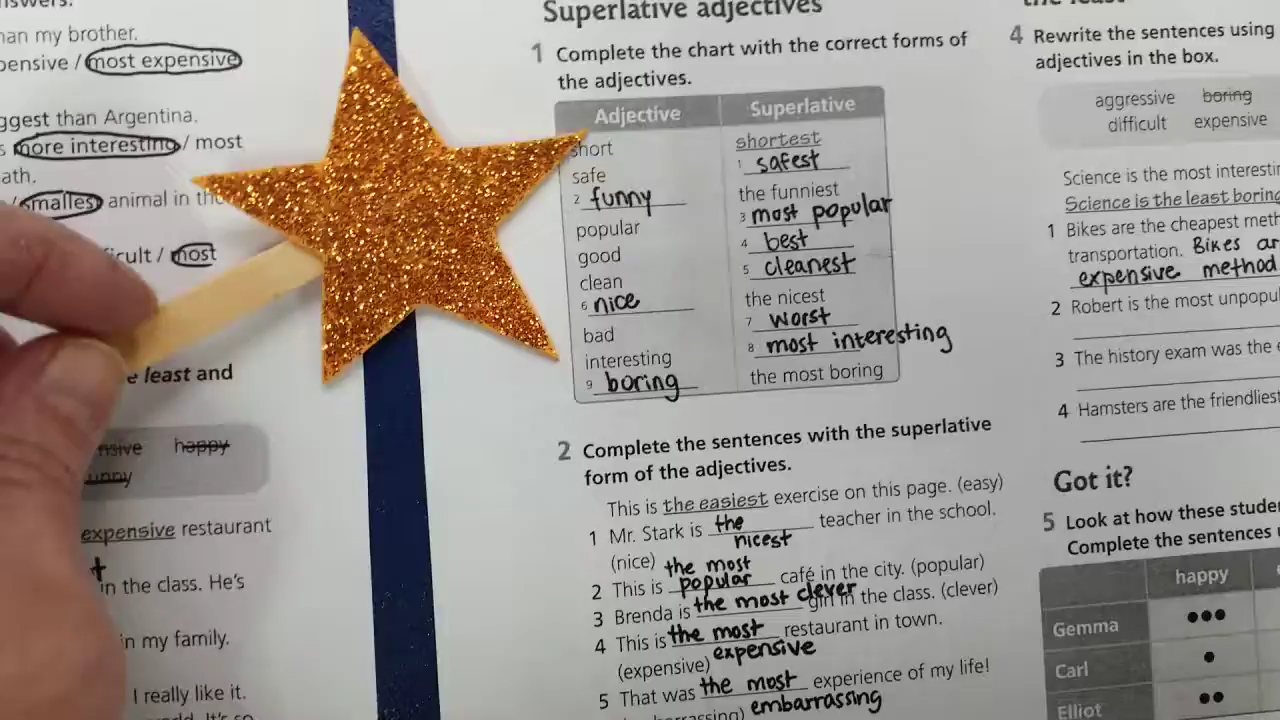 han my brother.
pensive / most expensive
ggest than Argentina.
more interesting / most
ath.
/ smallest animal in the
icult / most
e least and
nsive happy
unny
expensive restaurant
in the class. He's
in my family.
I really like it.
Superlative adjectives
1 Complete the chart with the correct forms of
the adjectives.
Adjective Superlative
short shortest
safe 1 safest
2 funny the funniest
popular 3 most popular
good 4 best
clean 5 cleanest
6 nice the nicest
bad 7 worst
interesting 8 most interesting
9 boring the most boring
2 Complete the sentences with the superlative
form of the adjectives.
This is the easiest exercise on this page. (easy)
1 Mr. Stark is the nicest teacher in the school.
(nice)
2 This is the most popular café in the city. (popular)
3 Brenda is the most clever girl in the class. (clever)
4 This is the most expensive restaurant in town.
(expensive)
5 That was the most embarrassing experience of my life!
the least
4 Rewrite the sentences using
adjectives in the box.
aggressive boring
difficult expensive
Science is the most interesti
Science is the least boring
1 Bikes are the cheapest meth
transportation. Bikes ar
expensive method
2 Robert is the most unpopul
3 The history exam was the
4 Hamsters are the friendliest
Got it?
5 Look at how these stude
Complete the sentences
happy
Gemma •••
Carl •
Elliot ••